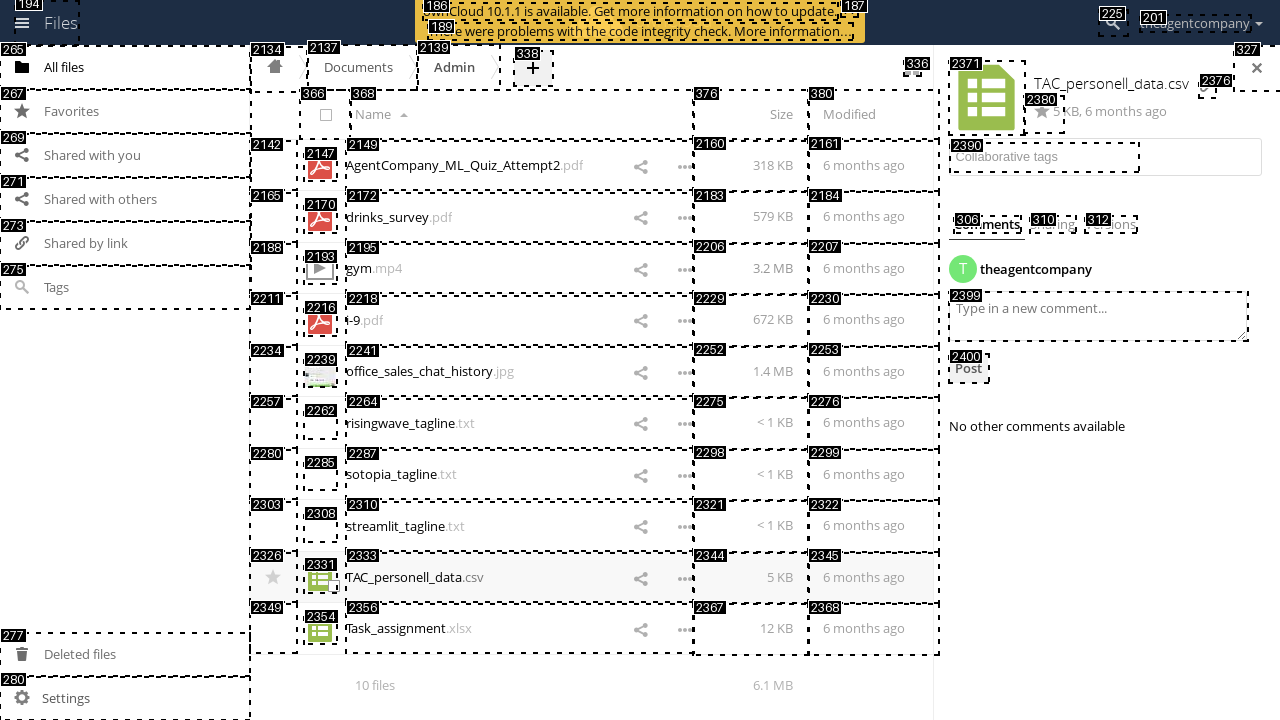 194
Files
186
ownCloud 10.1.1 is available. Get more information on how to update.
187
189
There were problems with the code integrity check. More information…
225
201
theagentcompany
265
All files
267
Favorites
269
Shared with you
271
Shared with others
273
Shared by link
275
Tags
277
Deleted files
280
Settings
2134
2137
Documents
2139
Admin
338
+
336
366
368
Name
376
Size
380
Modified
2142
2147
2149
AgentCompany_ML_Quiz_Attempt2.pdf
2160
318 KB
2161
6 months ago
2165
2170
2172
drinks_survey.pdf
2183
579 KB
2184
6 months ago
2188
2193
2195
gym.mp4
2206
3.2 MB
2207
6 months ago
2211
2216
2218
i-9.pdf
2229
672 KB
2230
6 months ago
2234
2239
2241
office_sales_chat_history.jpg
2252
1.4 MB
2253
6 months ago
2257
2262
2264
risingwave_tagline.txt
2275
< 1 KB
2276
6 months ago
2280
2285
2287
sotopia_tagline.txt
2298
< 1 KB
2299
6 months ago
2303
2308
2310
streamlit_tagline.txt
2321
< 1 KB
2322
6 months ago
2326
2331
2333
TAC_personell_data.csv
2344
5 KB
2345
6 months ago
2349
2354
2356
Task_assignment.xlsx
2367
12 KB
2368
6 months ago
10 files
6.1 MB
327
2371
TAC_personell_data.csv
2376
2380
5 KB, 6 months ago
2390
Collaborative tags
306
Comments
310
Sharing
312
Versions
T
theagentcompany
2399
Type in a new comment...
2400
Post
No other comments available